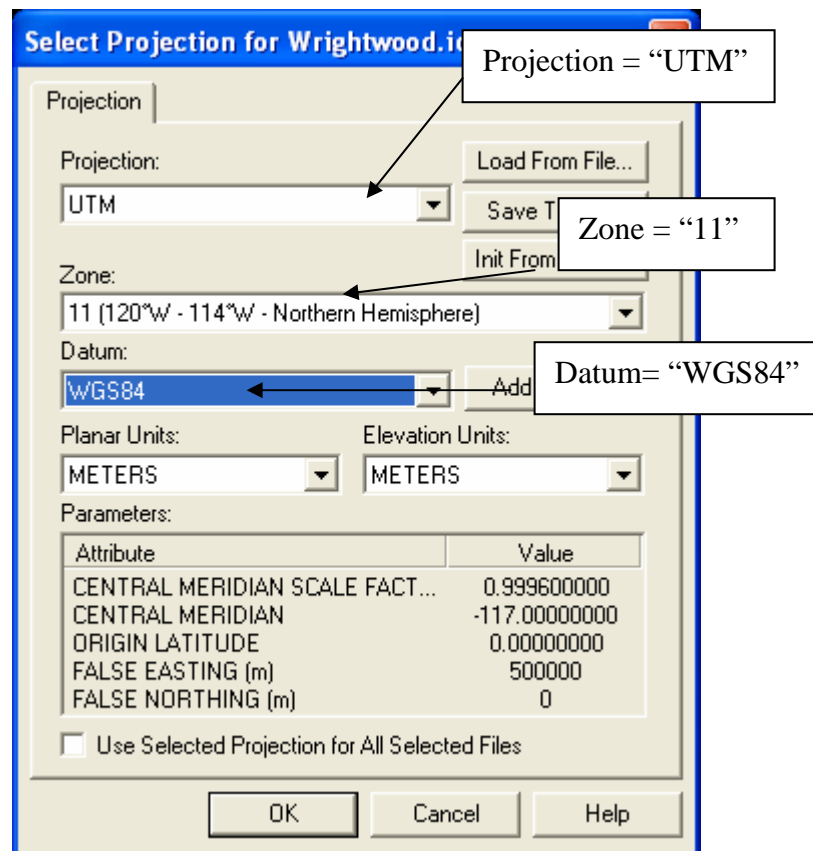 Select Projection for Wrightwood.i
Projection = “UTM”
Projection
Projection:
Load From File...
UTM
Save T
Zone = “11”
Init From
Zone:
11 (120°W - 114°W - Northern Hemisphere)
Datum:
Datum= “WGS84”
WGS84
Add
Planar Units:
Elevation Units:
METERS
METERS
Parameters:
Attribute Value
CENTRAL MERIDIAN SCALE FACT... 0.999600000
CENTRAL MERIDIAN -117.00000000
ORIGIN LATITUDE 0.00000000
FALSE EASTING (m) 500000
FALSE NORTHING (m) 0
Use Selected Projection for All Selected Files
OK Cancel Help